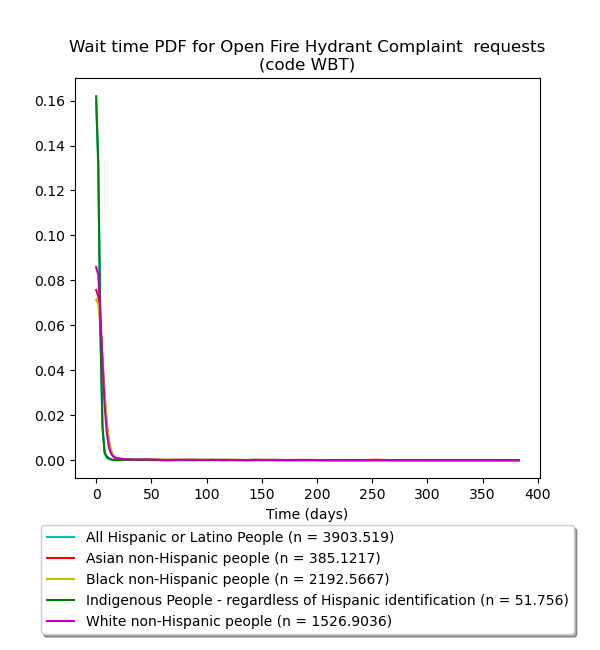 Wait time PDF for Open Fire Hydrant Complaint  requests
(code WBT)
0.16
0.14
0.12
0.10
0.08
0.06
0.04
0.02
0.00
0 50 100 150 200 250 300 350 400
Time (days)
All Hispanic or Latino People (n = 3903.519)
Asian non-Hispanic people (n = 385.1217)
Black non-Hispanic people (n = 2192.5667)
Indigenous People - regardless of Hispanic identification (n = 51.756)
White non-Hispanic people (n = 1526.9036)